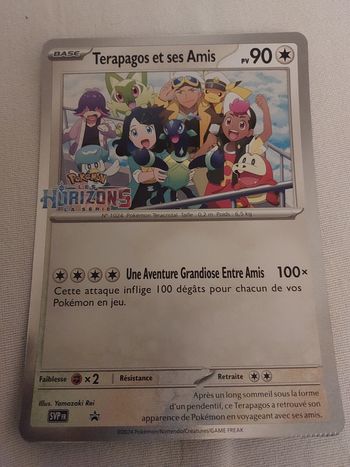 BASE
Terapagos et ses Amis
PV 90
POKÉMON
LES
HORIZONS
LA SÉRIE
N° 1024 Pokémon Téracristal Taille : 0,2 m Poids : 6,5 kg
Une Aventure Grandiose Entre Amis 100×
Cette attaque inflige 100 dégâts pour chacun de vos
Pokémon en jeu.
Faiblesse ×2 Résistance Retraite
Illus. Yamazaki Rei
SVP FR
Après un long sommeil sous la forme
d'un pendentif, ce Terapagos a retrouvé son
apparence de Pokémon en voyageant avec ses amis.
©2024 Pokémon/Nintendo/Creatures/GAME FREAK